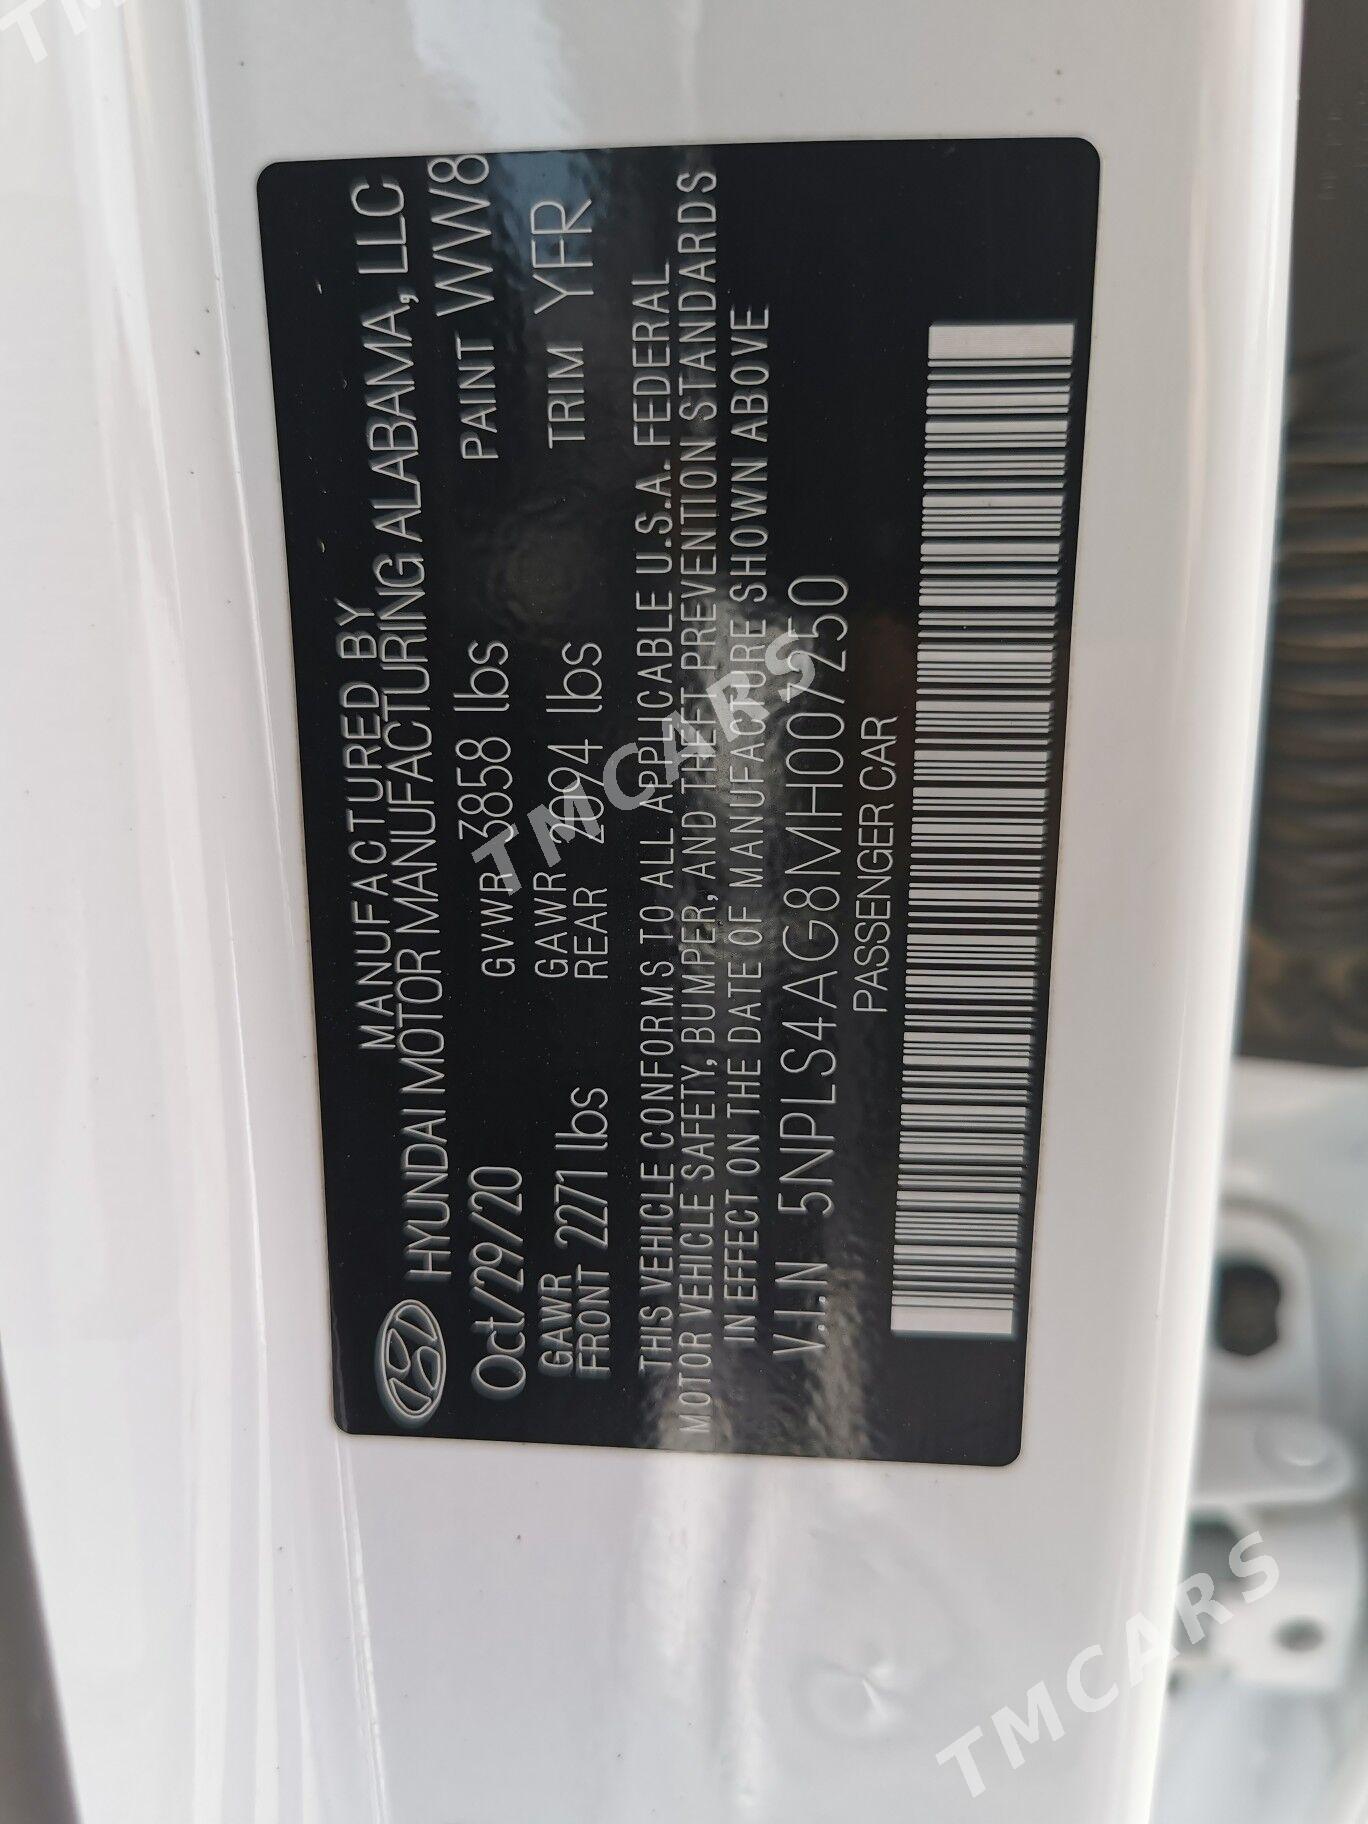 MANUFACTURED BY
HYUNDAI MOTOR MANUFACTURING ALABAMA, LLC
Oct/29/20 GVWR 3858 lbs PAINT WW8
GAWR FRONT 2271 lbs GAWR REAR 2094 lbs TRIM YFR
THIS VEHICLE CONFORMS TO ALL APPLICABLE U.S.A. FEDERAL
MOTOR VEHICLE SAFETY, BUMPER, AND THEFT PREVENTION STANDARDS
IN EFFECT ON THE DATE OF MANUFACTURE SHOWN ABOVE
V.I.N 5NPLS4AG8MH007250
PASSENGER CAR
TMCARS
TMCARS